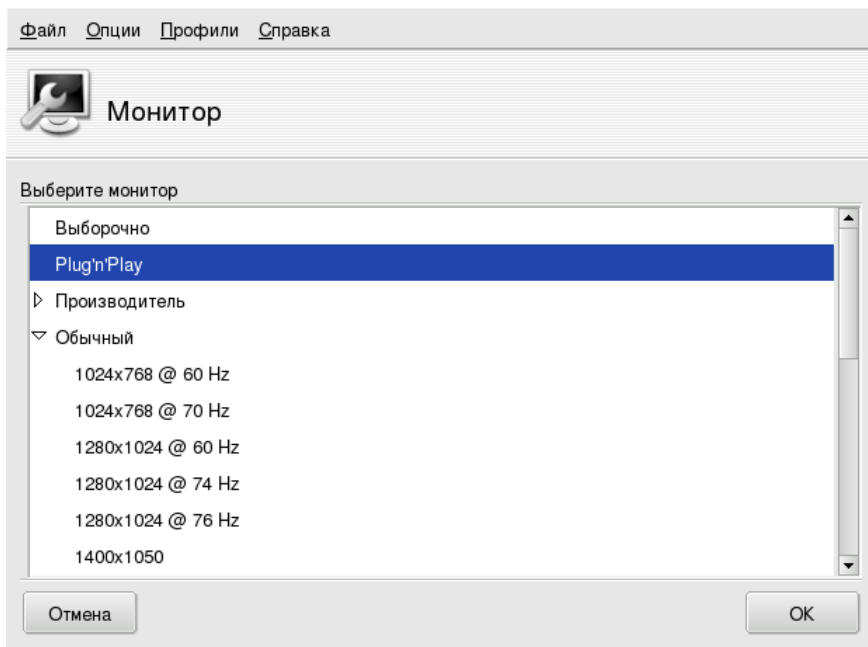 Файл Опции Профили Справка
Монитор
Выберите монитор
Выборочно
Plug'n'Play
Производитель
Обычный
1024x768 @ 60 Hz
1024x768 @ 70 Hz
1280x1024 @ 60 Hz
1280x1024 @ 74 Hz
1280x1024 @ 76 Hz
1400x1050
Отмена OK